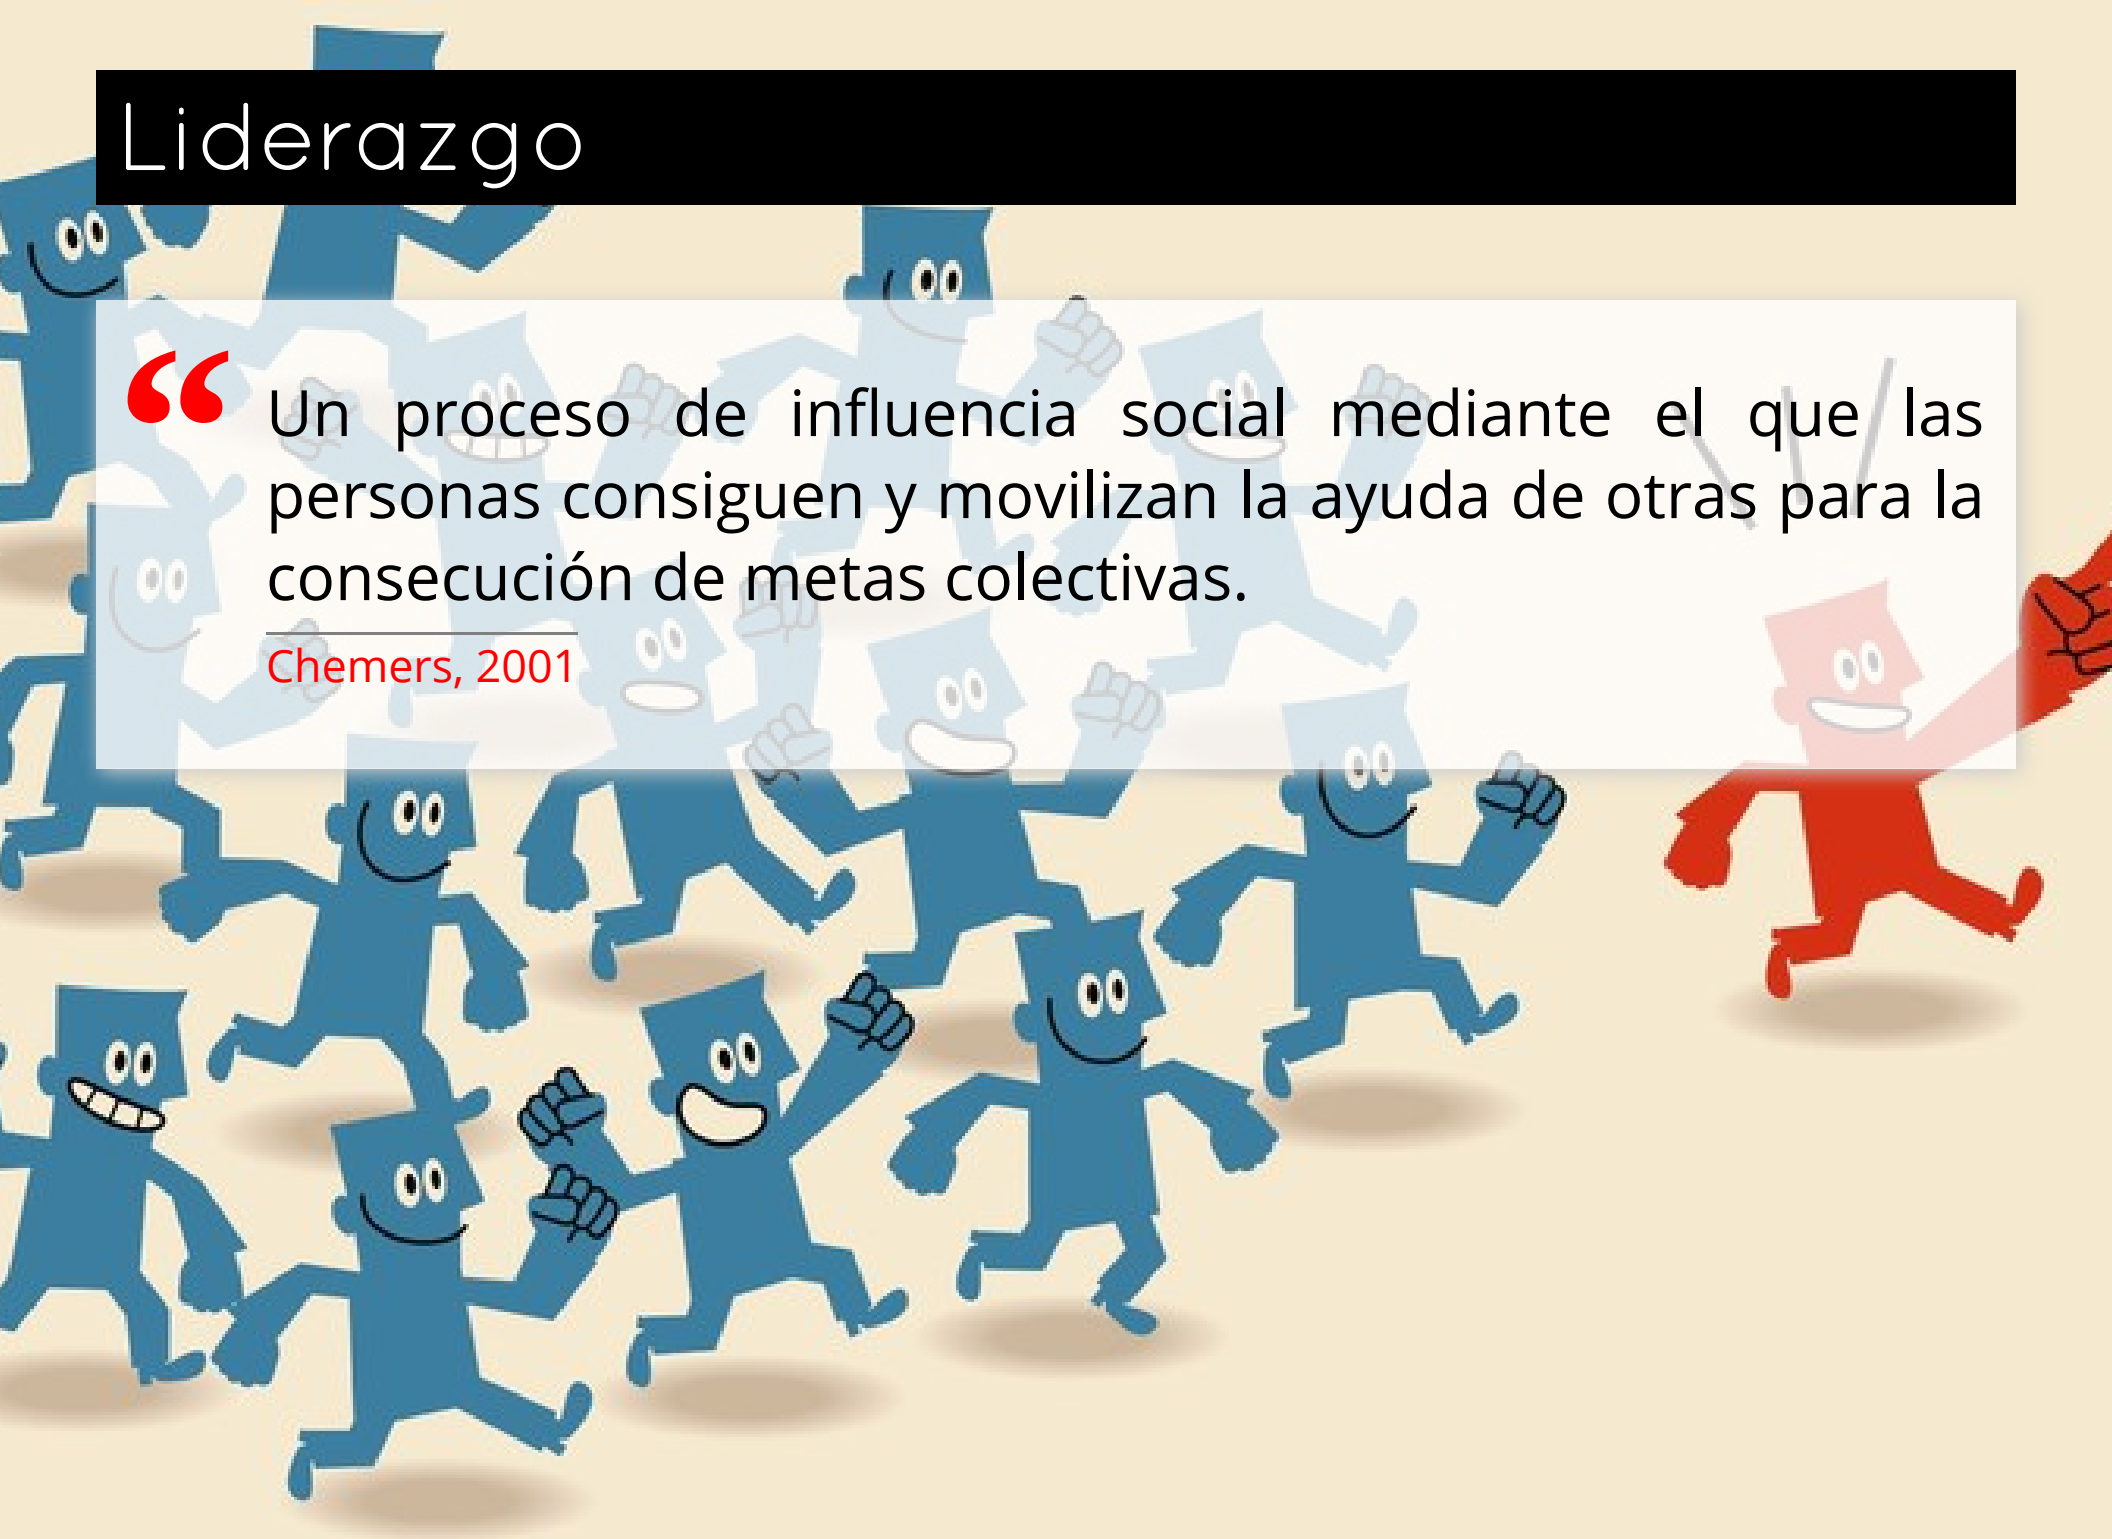 Liderazgo
“
Un proceso de influencia social mediante el que las
personas consiguen y movilizan la ayuda de otras para la
consecución de metas colectivas.
Chemers, 2001